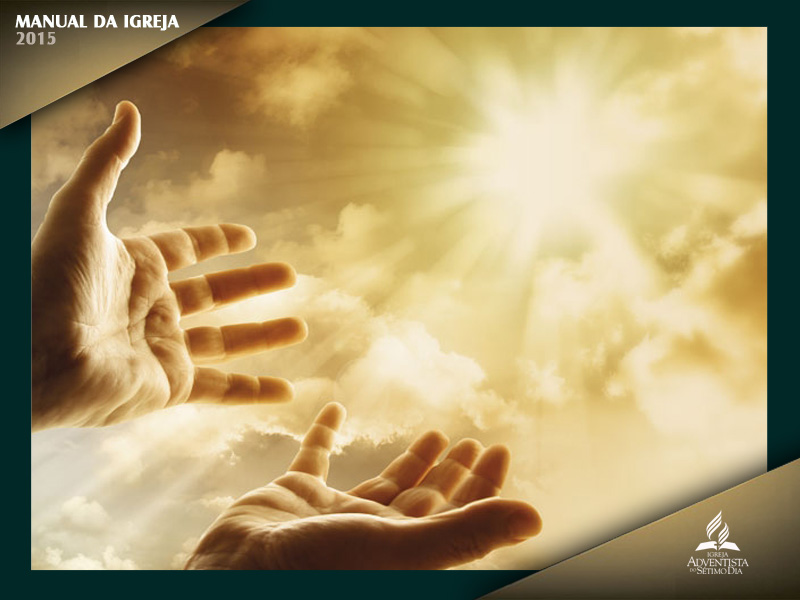 MANUAL DA IGREJA
2015
IGREJA
ADVENTISTA
DO SÉTIMO DIA